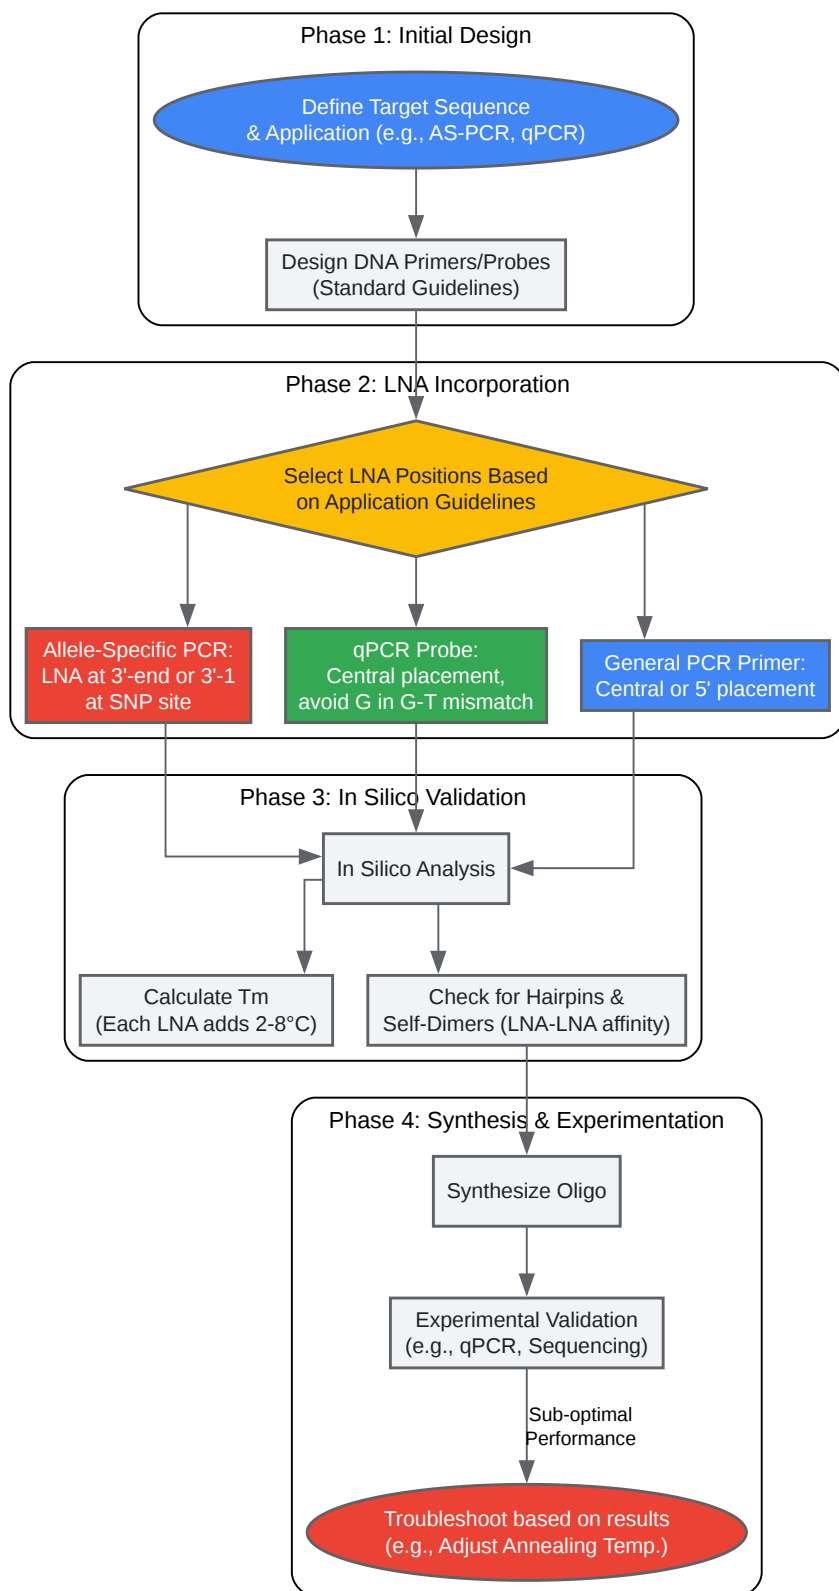 Phase 1: Initial Design
Define Target Sequence
& Application (e.g., AS-PCR, qPCR)
Design DNA Primers/Probes
(Standard Guidelines)
Phase 2: LNA Incorporation
Select LNA Positions Based
on Application Guidelines
Allele-Specific PCR:
LNA at 3'-end or 3'-1
at SNP site
qPCR Probe:
Central placement,
avoid G in G-T mismatch
General PCR Primer:
Central or 5' placement
Phase 3: In Silico Validation
In Silico Analysis
Calculate Tm
(Each LNA adds 2-8°C)
Check for Hairpins &
Self-Dimers (LNA-LNA affinity)
Phase 4: Synthesis & Experimentation
Synthesize Oligo
Experimental Validation
(e.g., qPCR, Sequencing)
Sub-optimal
Performance
Troubleshoot based on results
(e.g., Adjust Annealing Temp.)